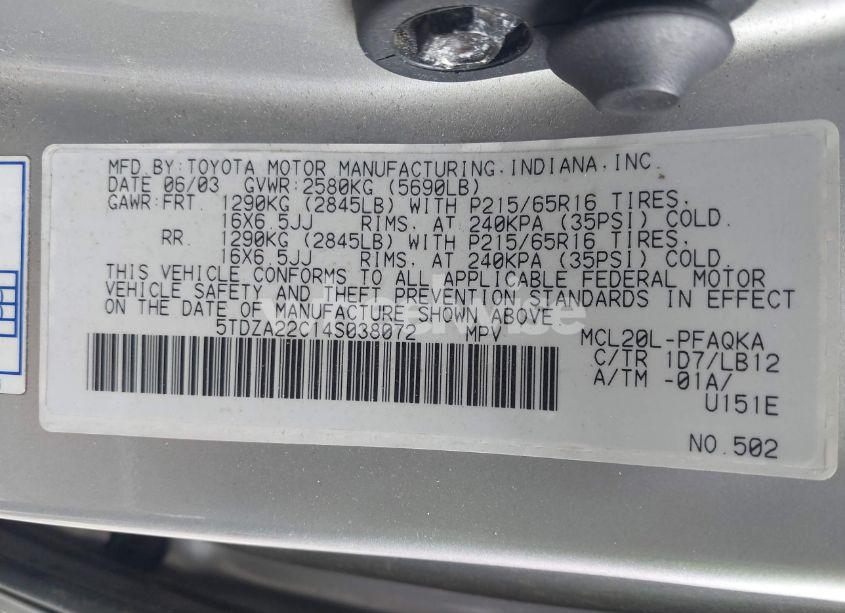 MFD. BY: TOYOTA MOTOR MANUFACTURING, INDIANA, INC.
DATE 06/03 GVWR: 2580KG (5690LB)
GAWR: FRT. 1290KG (2845LB) WITH P215/65R16 TIRES,
16X6.5JJ RIMS, AT 240KPA (35PSI) COLD.
RR. 1290KG (2845LB) WITH P215/65R16 TIRES,
16X6.5JJ RIMS, AT 240KPA (35PSI) COLD.
THIS VEHICLE CONFORMS TO ALL APPLICABLE FEDERAL MOTOR
VEHICLE SAFETY AND THEFT PREVENTION STANDARDS IN EFFECT
ON THE DATE OF MANUFACTURE SHOWN ABOVE
5TDZA22C14S038072 MPV
MCL20L-PFAQKA
C/TR 1D7/LB12
A/TM -01A/
U151E
NO. 502